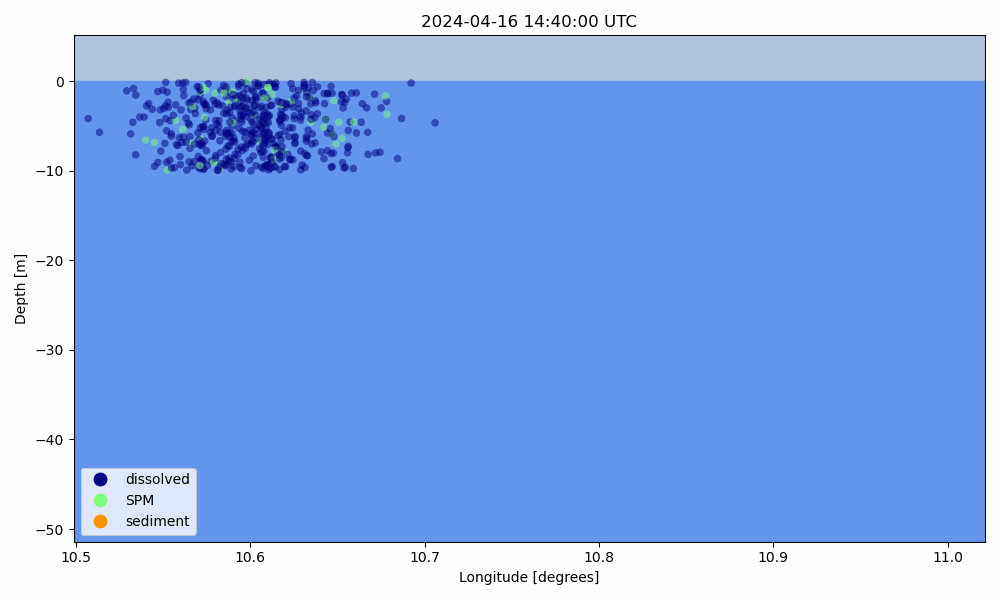 2024-04-16 14:40:00 UTC
0
−10
−20
−30
−40
−50
Depth [m]
dissolved
SPM
sediment
10.5 10.6 10.7 10.8 10.9 11.0
Longitude [degrees]